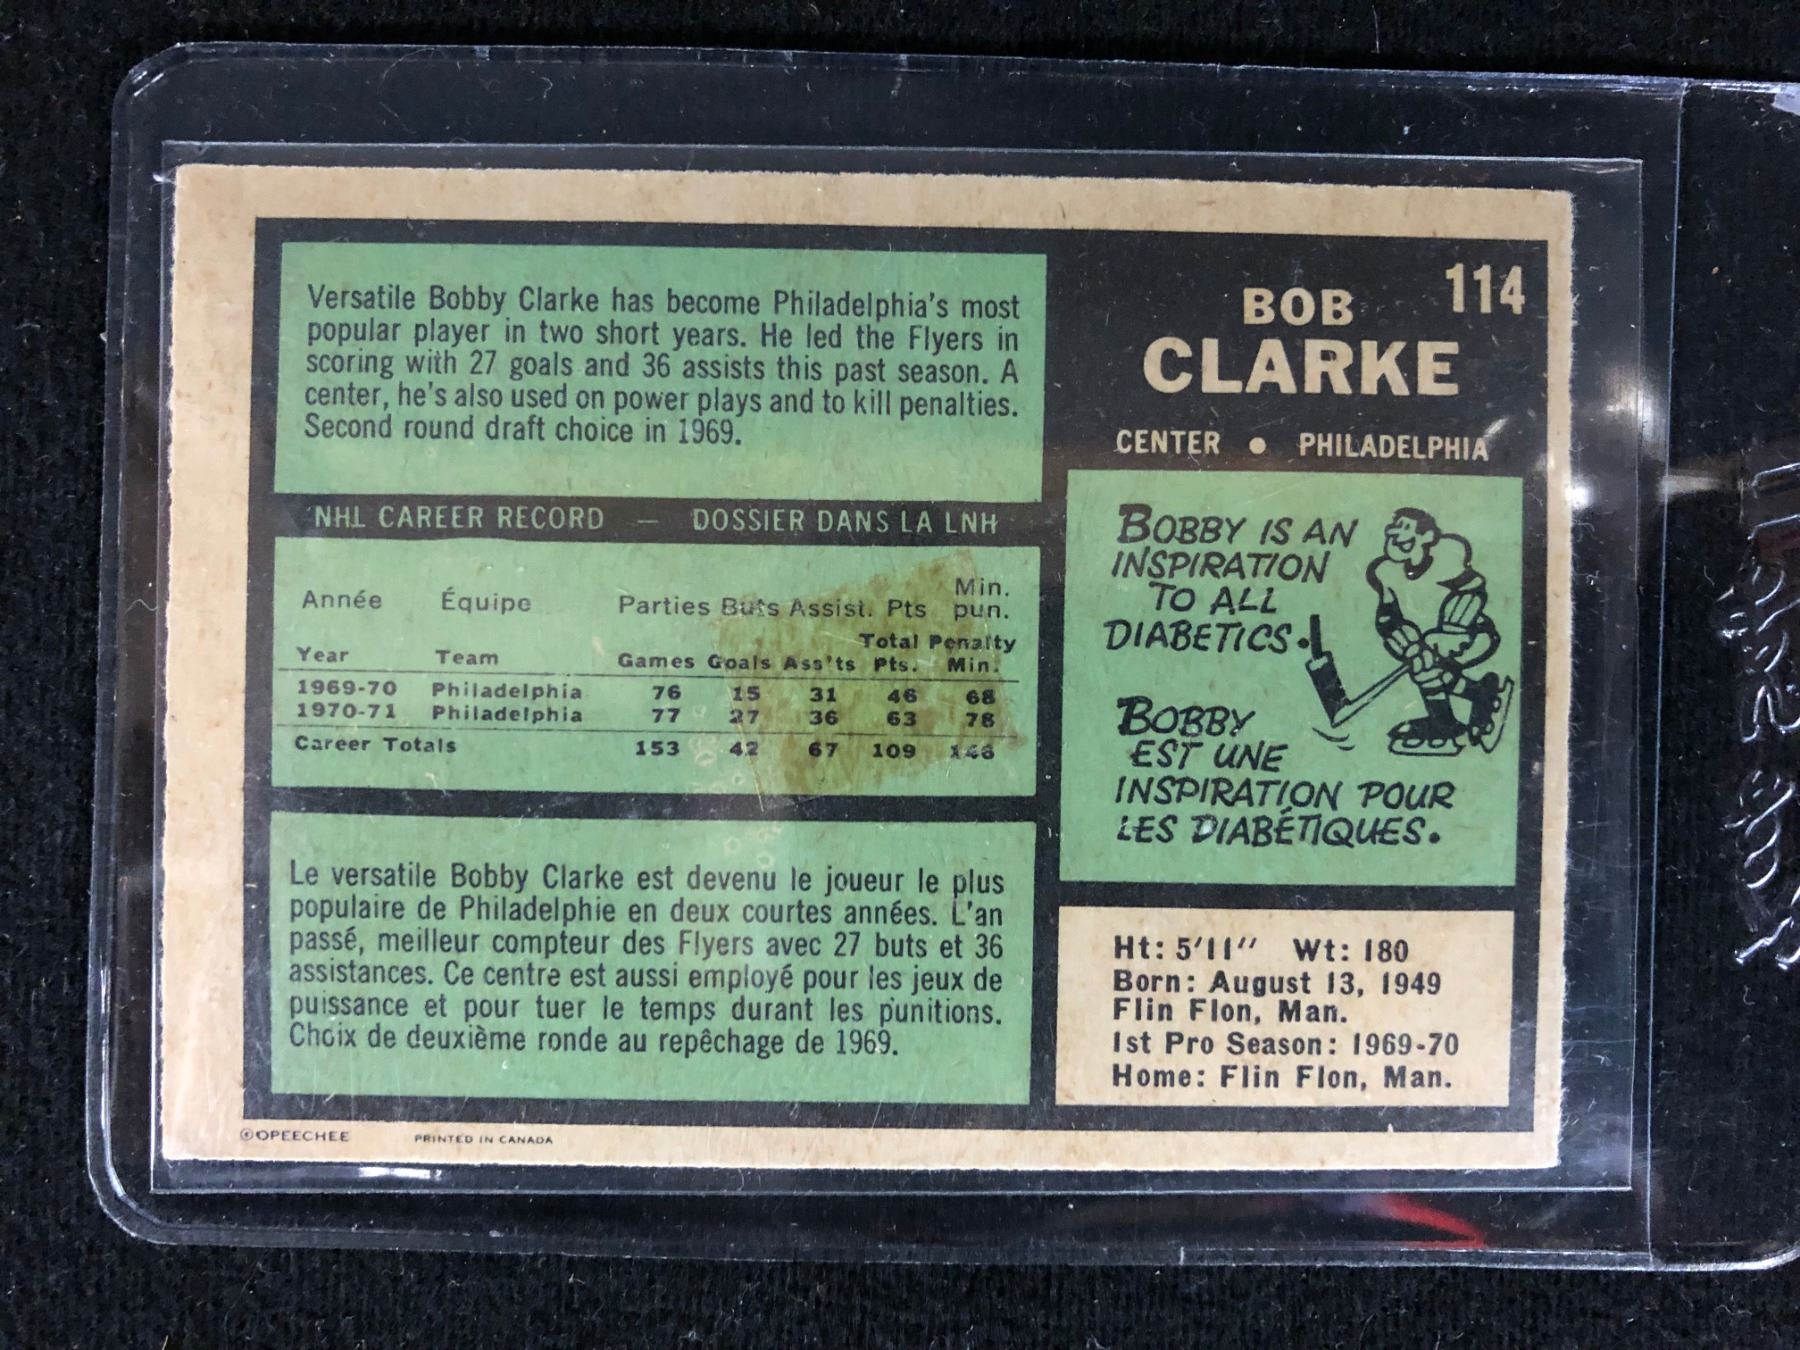 Versatile Bobby Clarke has become Philadelphia's most
popular player in two short years. He led the Flyers in
scoring with 27 goals and 36 assists this past season. A
center, he's also used on power plays and to kill penalties.
Second round draft choice in 1969.
NHL CAREER RECORD — DOSSIER DANS LA LNH
Année Équipe Parties Buts Assist. Pts Min. pun.
Year Team Games Goals Ass'ts Total Pts. Penalty Min.
1969-70 Philadelphia 76 15 31 46 68
1970-71 Philadelphia 77 27 36 63 78
Career Totals 153 42 67 109 146
Le versatile Bobby Clarke est devenu le joueur le plus
populaire de Philadelphie en deux courtes années. L'an
passé, meilleur compteur des Flyers avec 27 buts et 36
assistances. Ce centre est aussi employé pour les jeux de
puissance et pour tuer le temps durant les punitions.
Choix de deuxième ronde au repêchage de 1969.
©OPEECHEE PRINTED IN CANADA
114
BOB
CLARKE
CENTER • PHILADELPHIA
BOBBY IS AN
INSPIRATION
TO ALL
DIABETICS.
BOBBY
EST UNE
INSPIRATION POUR
LES DIABÉTIQUES.
Ht: 5'11" Wt: 180
Born: August 13, 1949
Flin Flon, Man.
1st Pro Season: 1969-70
Home: Flin Flon, Man.